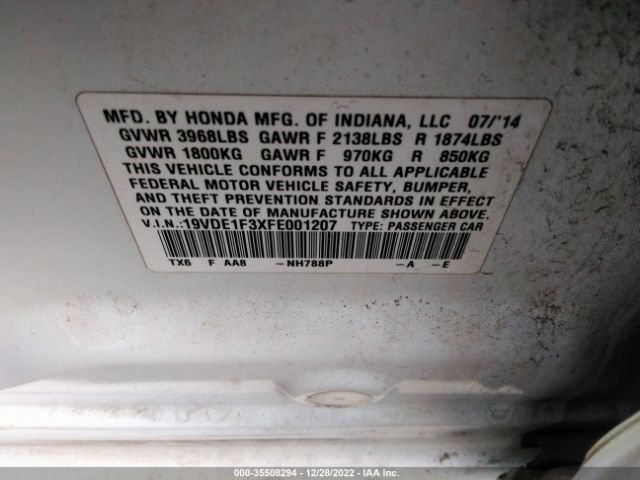 MFD. BY HONDA MFG. OF INDIANA, LLC 07/'14
GVWR 3968LBS GAWR F 2138LBS R 1874LBS
GVWR 1800KG GAWR F 970KG R 850KG
THIS VEHICLE CONFORMS TO ALL APPLICABLE
FEDERAL MOTOR VEHICLE SAFETY, BUMPER,
AND THEFT PREVENTION STANDARDS IN EFFECT
ON THE DATE OF MANUFACTURE SHOWN ABOVE.
V.I.N.:19VDE1F3XFE001207 TYPE: PASSENGER CAR
TX6 F AA8 -NH788P -A -E
000-35508294 - 12/28/2022 - IAA Inc.